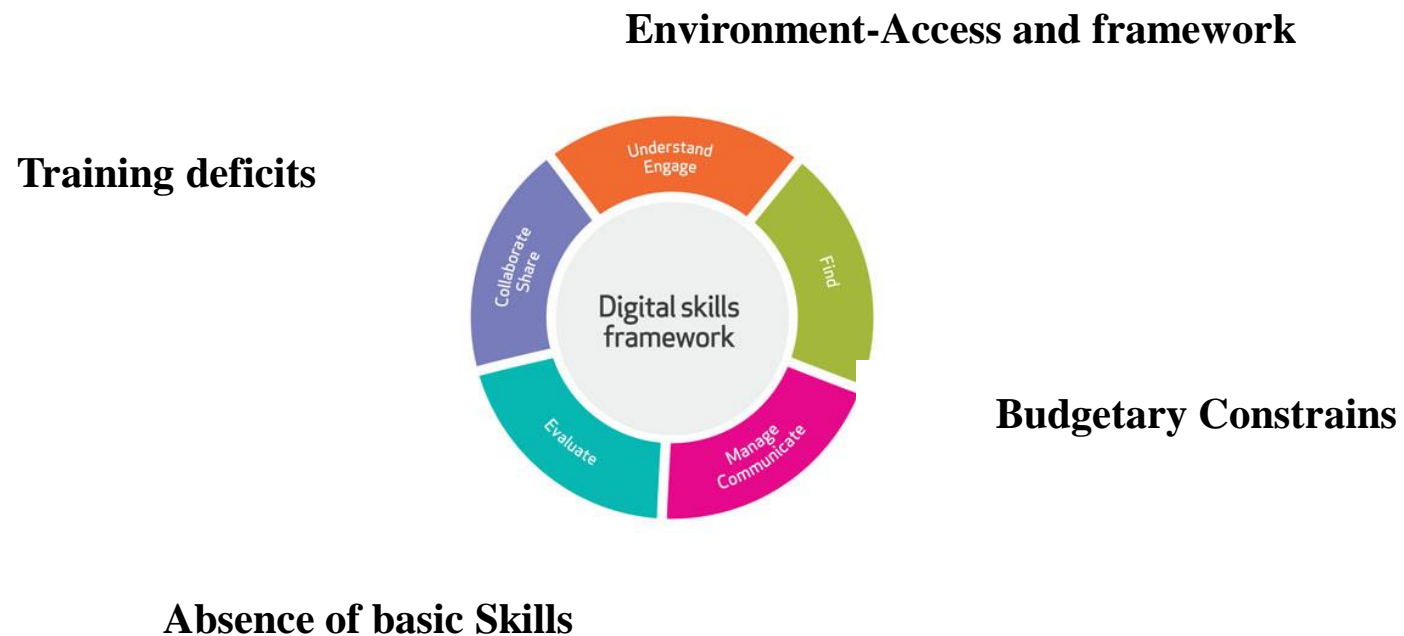 Environment-Access and framework
Training deficits
Understand
Engage
Collaborate
Share
Find
Digital skills
framework
Budgetary Constrains
Evaluate
Manage
Communicate
Absence of basic Skills